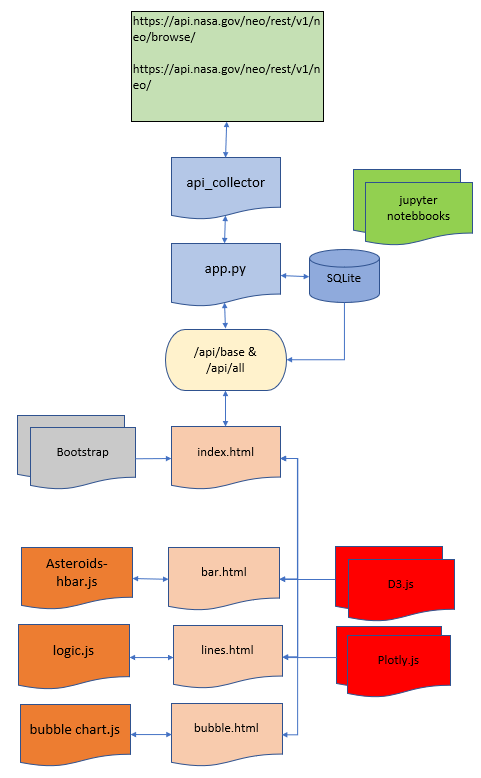 https://api.nasa.gov/neo/rest/v1/n
eo/browse/
https://api.nasa.gov/neo/rest/v1/n
eo/
api_collector
jupyter
notebbooks
app.py
SQLite
/api/base &
/api/all
Bootstrap
index.html
Asteroids-
hbar.js
bar.html
D3.js
logic.js
lines.html
Plotly.js
bubble chart.js
bubble.html